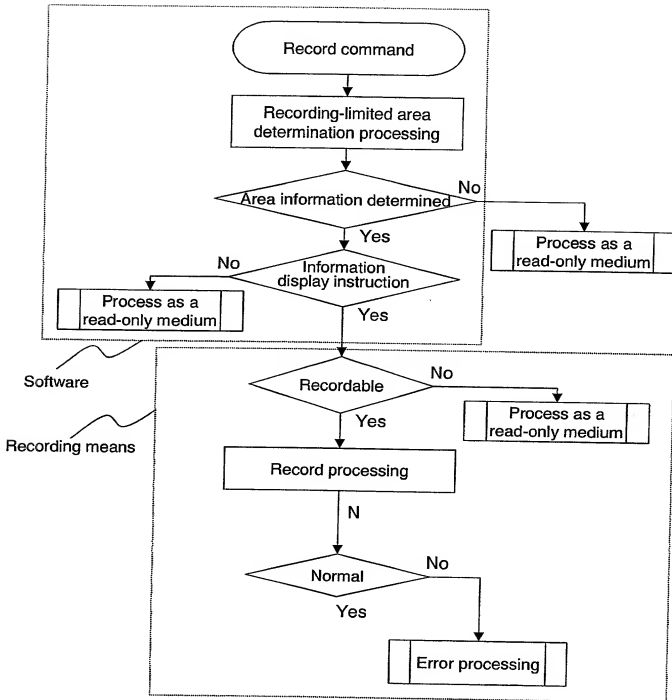 Record command
Recording-limited area
determination processing
Area information determined
No
Yes
Process as a
read-only medium
Information
display instruction
No
Yes
Process as a
read-only medium
Software
Recordable
No
Yes
Process as a
read-only medium
Recording means
Record processing
N
Normal
No
Yes
Error processing